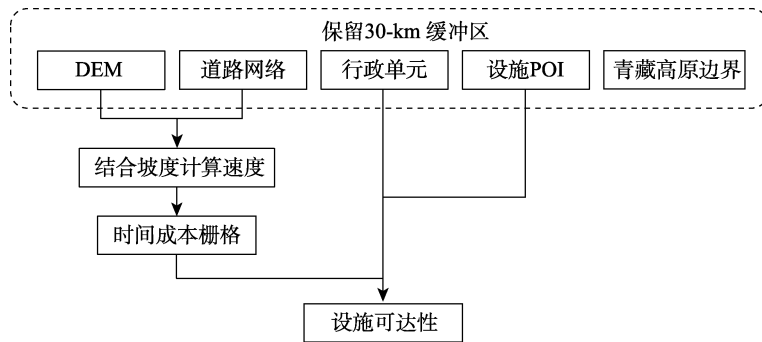 保留30-km 缓冲区
DEM
道路网络
行政单元
设施POI
青藏高原边界
结合坡度计算速度
时间成本栅格
设施可达性